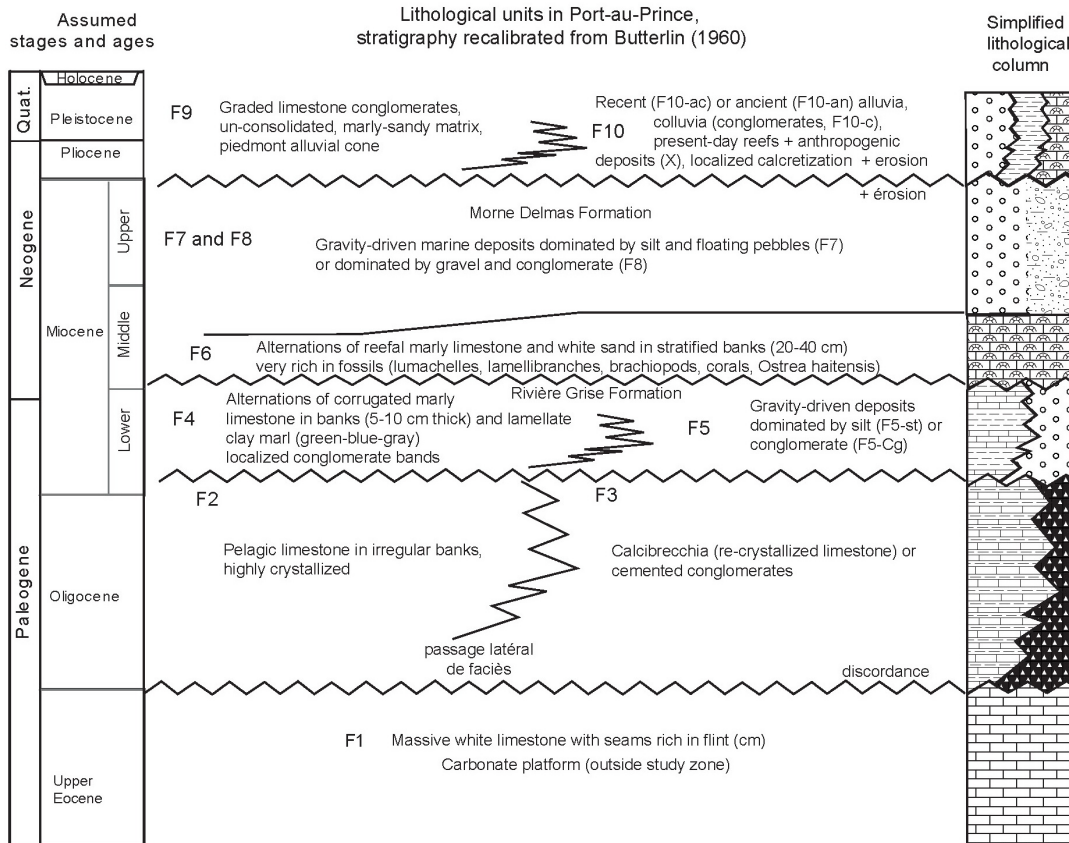 Assumed
stages and ages
Lithological units in Port-au-Prince,
stratigraphy recalibrated from Butterlin (1960)
Simplified
lithological
column
Quat.
Neogene
Paleogene
Holocene
Pleistocene
Pliocene
Miocene
Upper
Middle
Lower
Oligocene
Upper
Eocene
F9
Graded limestone conglomerates,
un-consolidated, marly-sandy matrix,
piedmont alluvial cone
F10
Recent (F10-ac) or ancient (F10-an) alluvia,
colluvia (conglomerates, F10-c),
present-day reefs + anthropogenic
deposits (X), localized calcretization + erosion
+ érosion
Morne Delmas Formation
F7 and F8
Gravity-driven marine deposits dominated by silt and floating pebbles (F7)
or dominated by gravel and conglomerate (F8)
F6
Alternations of reefal marly limestone and white sand in stratified banks (20-40 cm)
very rich in fossils (lumachelles, lamellibranches, brachiopods, corals, Ostrea haitensis)
Rivière Grise Formation
F4
Alternations of corrugated marly
limestone in banks (5-10 cm thick) and lamellate
clay marl (green-blue-gray)
localized conglomerate bands
F5
Gravity-driven deposits
dominated by silt (F5-st) or
conglomerate (F5-Cg)
F2
F3
Pelagic limestone in irregular banks,
highly crystallized
Calcibrecchia (re-crystallized limestone) or
cemented conglomerates
passage latéral
de faciès
discordance
F1
Massive white limestone with seams rich in flint (cm)
Carbonate platform (outside study zone)